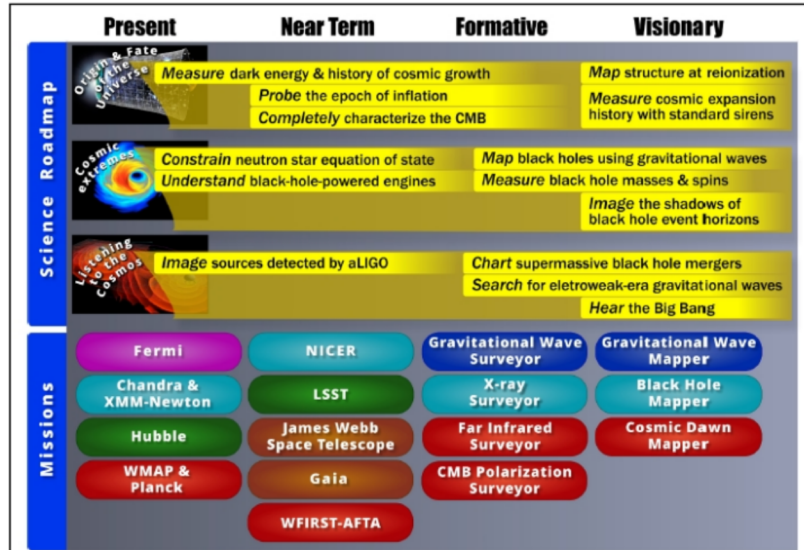 Present Near Term Formative Visionary
Science Roadmap
Origin & Fate
of the
Universe
Measure dark energy & history of cosmic growth
Probe the epoch of inflation
Completely characterize the CMB
Map structure at reionization
Measure cosmic expansion
history with standard sirens
Cosmic
extremes
Constrain neutron star equation of state
Understand black-hole-powered engines
Map black holes using gravitational waves
Measure black hole masses & spins
Image the shadows of
black hole event horizons
Listening
to the
Cosmos
Image sources detected by aLIGO
Chart supermassive black hole mergers
Search for eletroweak-era gravitational waves
Hear the Big Bang
Missions
Fermi
Chandra &
XMM-Newton
Hubble
WMAP &
Planck
NICER
LSST
James Webb
Space Telescope
Gaia
WFIRST-AFTA
Gravitational Wave
Surveyor
X-ray
Surveyor
Far Infrared
Surveyor
CMB Polarization
Surveyor
Gravitational Wave
Mapper
Black Hole
Mapper
Cosmic Dawn
Mapper